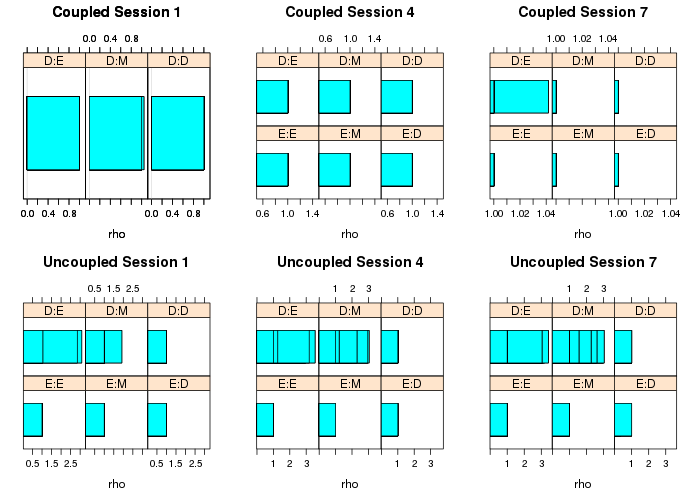 Coupled Session 1
Coupled Session 4
Coupled Session 7
0.0 0.4 0.8
0.6 1.0 1.4
1.00 1.02 1.04
D:E D:M D:D
D:E D:M D:D
D:E D:M D:D
E:E E:M E:D
E:E E:M E:D
0.0 0.4 0.8 0.0 0.4 0.8
0.6 1.0 1.4 0.6 1.0 1.4
1.00 1.02 1.04 1.00 1.02 1.04
rho
rho
rho
Uncoupled Session 1
Uncoupled Session 4
Uncoupled Session 7
0.5 1.5 2.5
1 2 3
1 2 3
D:E D:M D:D
D:E D:M D:D
D:E D:M D:D
E:E E:M E:D
E:E E:M E:D
E:E E:M E:D
0.5 1.5 2.5 0.5 1.5 2.5
1 2 3 1 2 3
1 2 3 1 2 3
rho
rho
rho